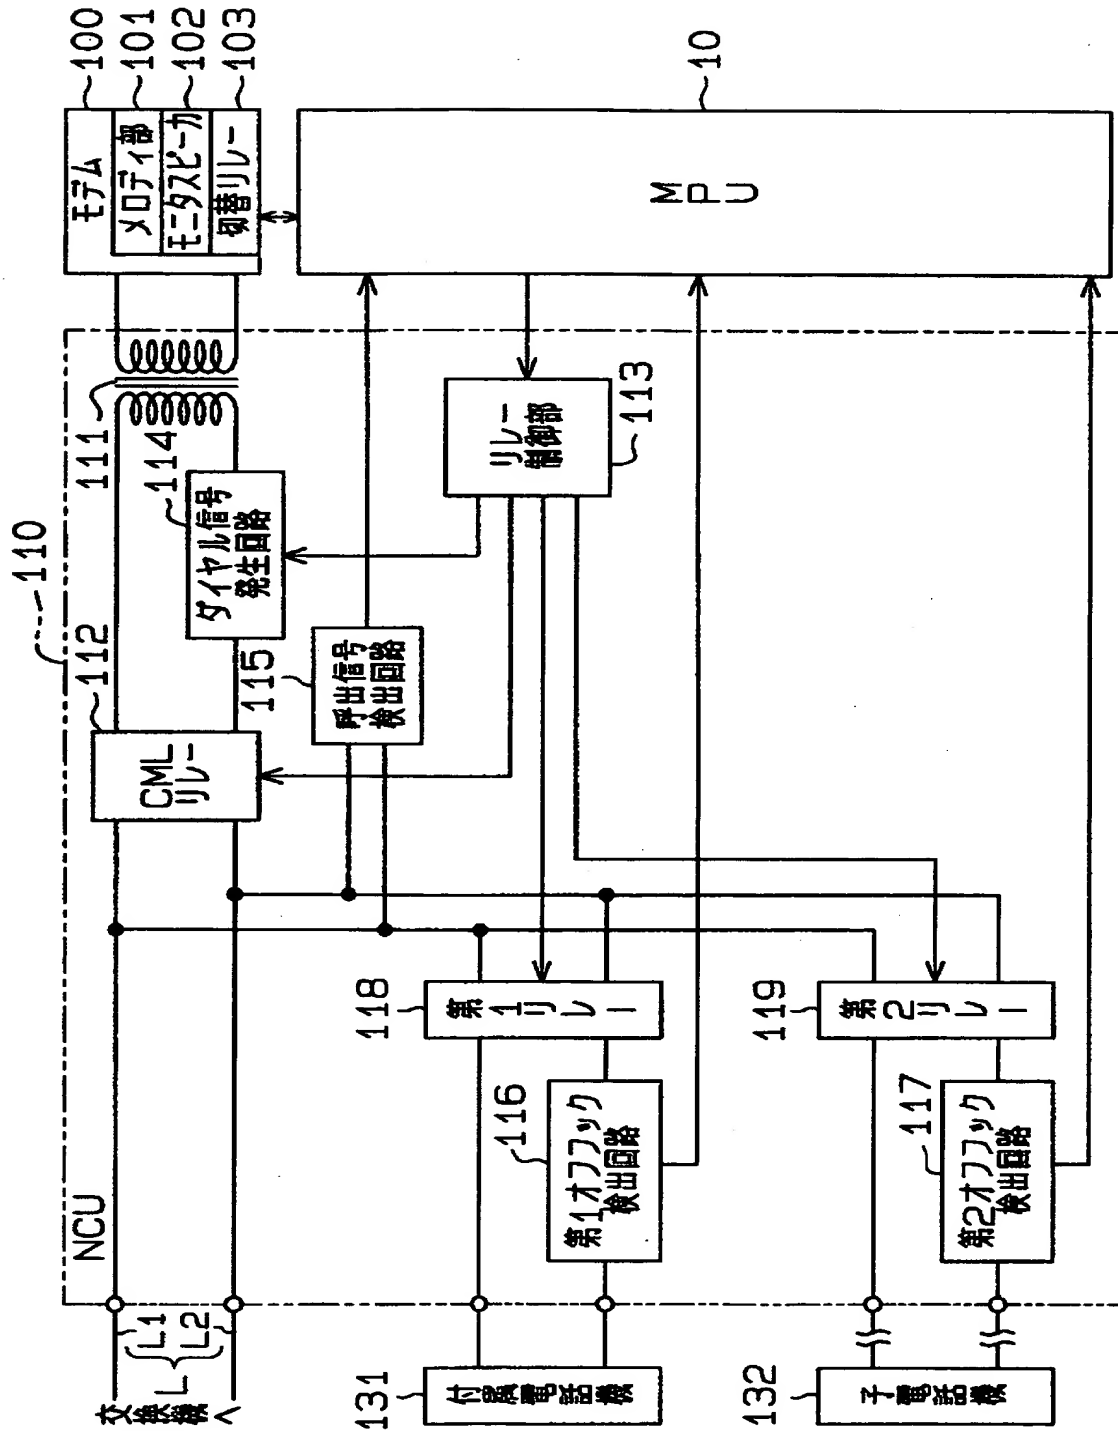 110
NCU
交換機へ
L
L1
L2
112
CML
リレー
114
ダイヤル信号
発生回路
111
モデム
100
メロディ部
101
モニタスピーカ
102
切替リレー
103
MPU
10
115
呼出信号
検出回路
リレー
制御部
113
118
第1リレー
119
第2リレー
116
第1オフフック
検出回路
117
第2オフフック
検出回路
131
付属電話機
132
子電話機